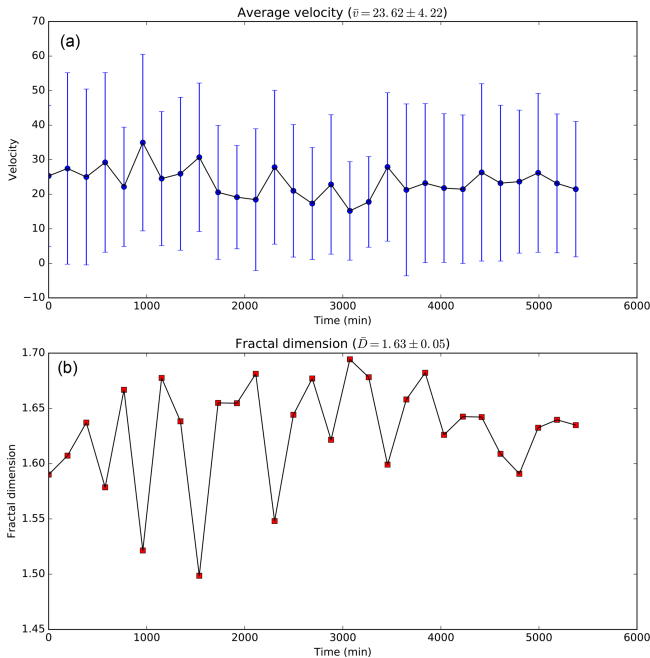 Average velocity (v̄ = 23.62 ± 4.22)
(a)
70
60
50
40
30
20
10
0
−10
Velocity
0 1000 2000 3000 4000 5000 6000
Time (min)
Fractal dimension (D̄ = 1.63 ± 0.05)
(b)
1.70
1.65
1.60
1.55
1.50
1.45
Fractal dimension
0 1000 2000 3000 4000 5000 6000
Time (min)